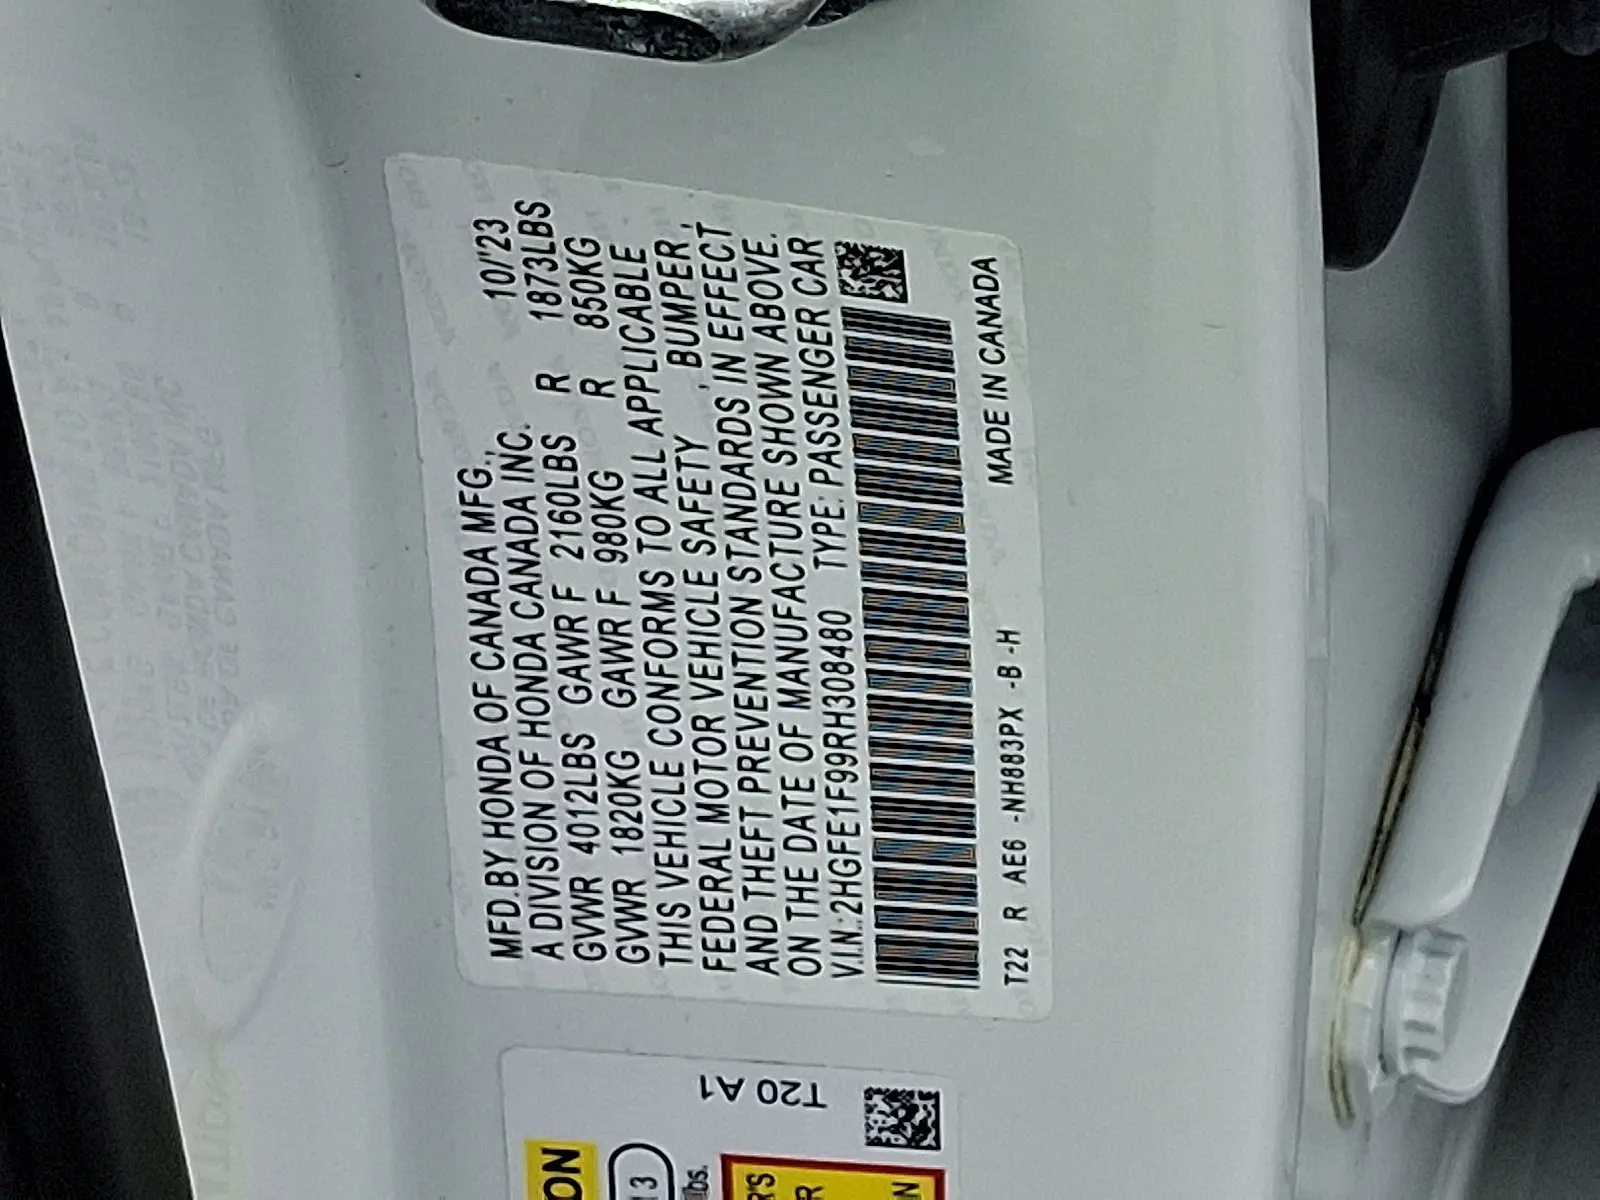 MFD.BY HONDA OF CANADA MFG.,
A DIVISION OF HONDA CANADA INC. 10/'23
GVWR 4012LBS GAWR F 2160LBS R 1873LBS
GVWR 1820KG GAWR F 980KG R 850KG
THIS VEHICLE CONFORMS TO ALL APPLICABLE
FEDERAL MOTOR VEHICLE SAFETY , BUMPER ,
AND THEFT PREVENTION STANDARDS IN EFFECT
ON THE DATE OF MANUFACTURE SHOWN ABOVE.
V.I.N.:2HGFE1F99RH308480 TYPE: PASSENGER CAR
T22 R AE6 -NH883PX -B -H MADE IN CANADA
T20 A1